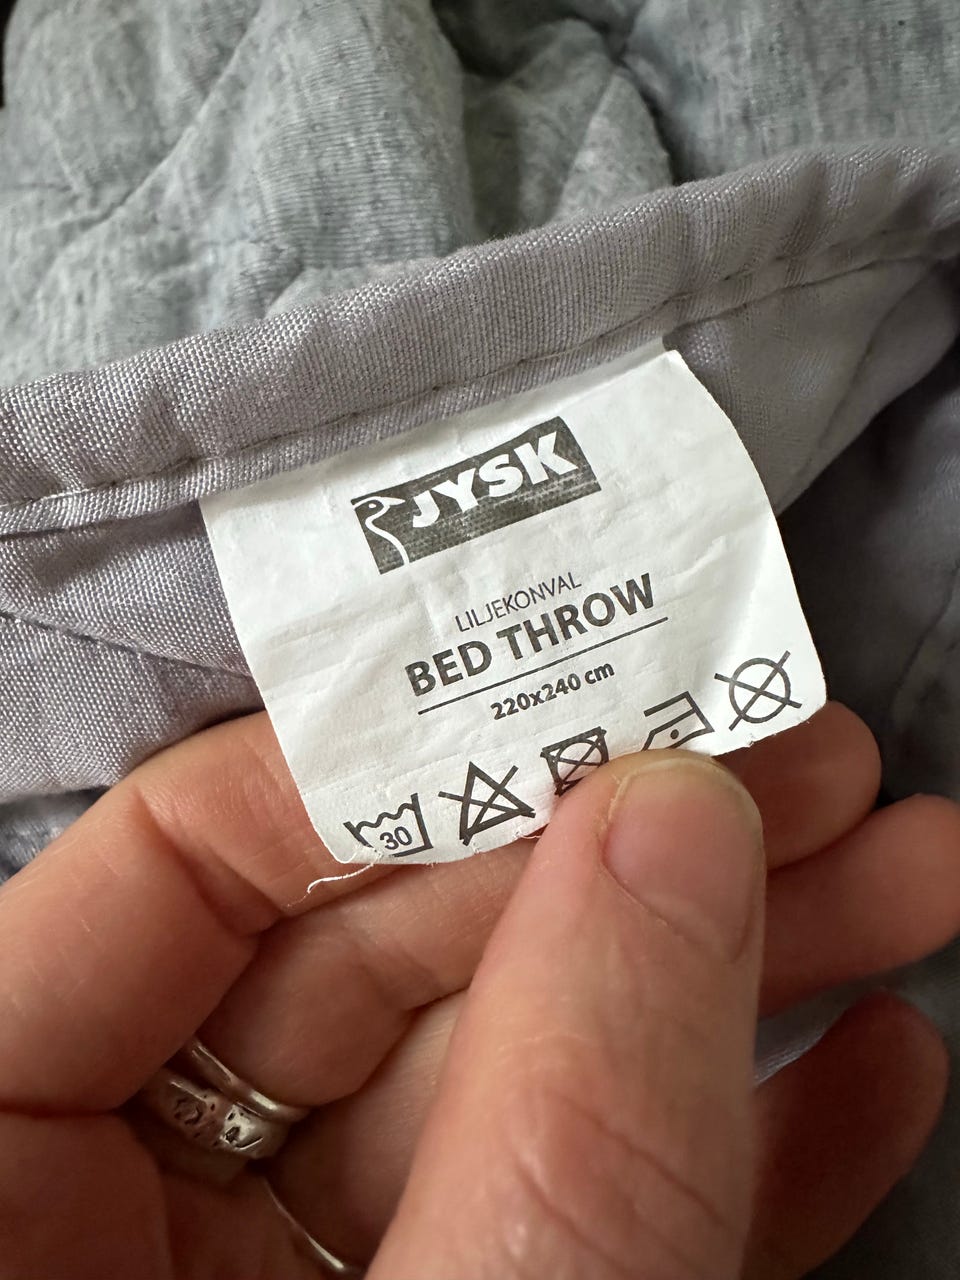 JYSK
LILJEKONVAL
BED THROW
220x240 cm
30